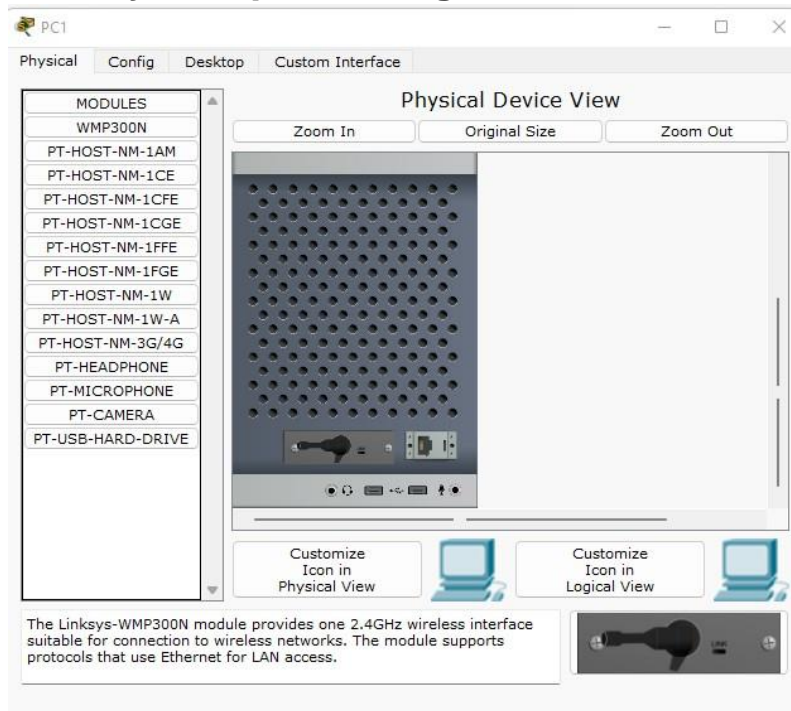 PC1
Physical Config Desktop Custom Interface
MODULES
WMP300N
PT-HOST-NM-1AM
PT-HOST-NM-1CE
PT-HOST-NM-1CFE
PT-HOST-NM-1CGE
PT-HOST-NM-1FFE
PT-HOST-NM-1FGE
PT-HOST-NM-1W
PT-HOST-NM-1W-A
PT-HOST-NM-3G/4G
PT-HEADPHONE
PT-MICROPHONE
PT-CAMERA
PT-USB-HARD-DRIVE
Physical Device View
Zoom In Original Size Zoom Out
Customize
Icon in
Physical View
Customize
Icon in
Logical View
The Linksys-WMP300N module provides one 2.4GHz wireless interface
suitable for connection to wireless networks. The module supports
protocols that use Ethernet for LAN access.
LINK